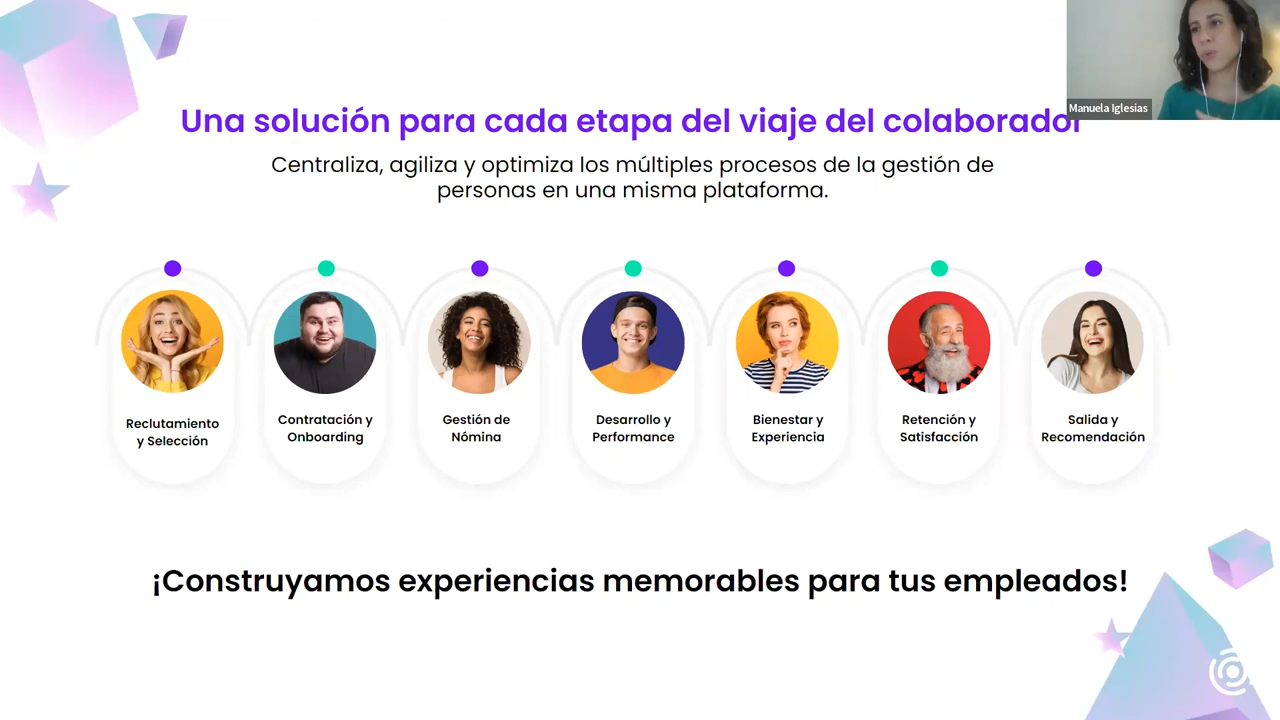 Manuela Iglesias
Una solución para cada etapa del viaje del colaborador
Centraliza, agiliza y optimiza los múltiples procesos de la gestión de
personas en una misma plataforma.
Reclutamiento
y Selección
Contratación y
Onboarding
Gestión de
Nómina
Desarrollo y
Performance
Bienestar y
Experiencia
Retención y
Satisfacción
Salida y
Recomendación
¡Construyamos experiencias memorables para tus empleados!